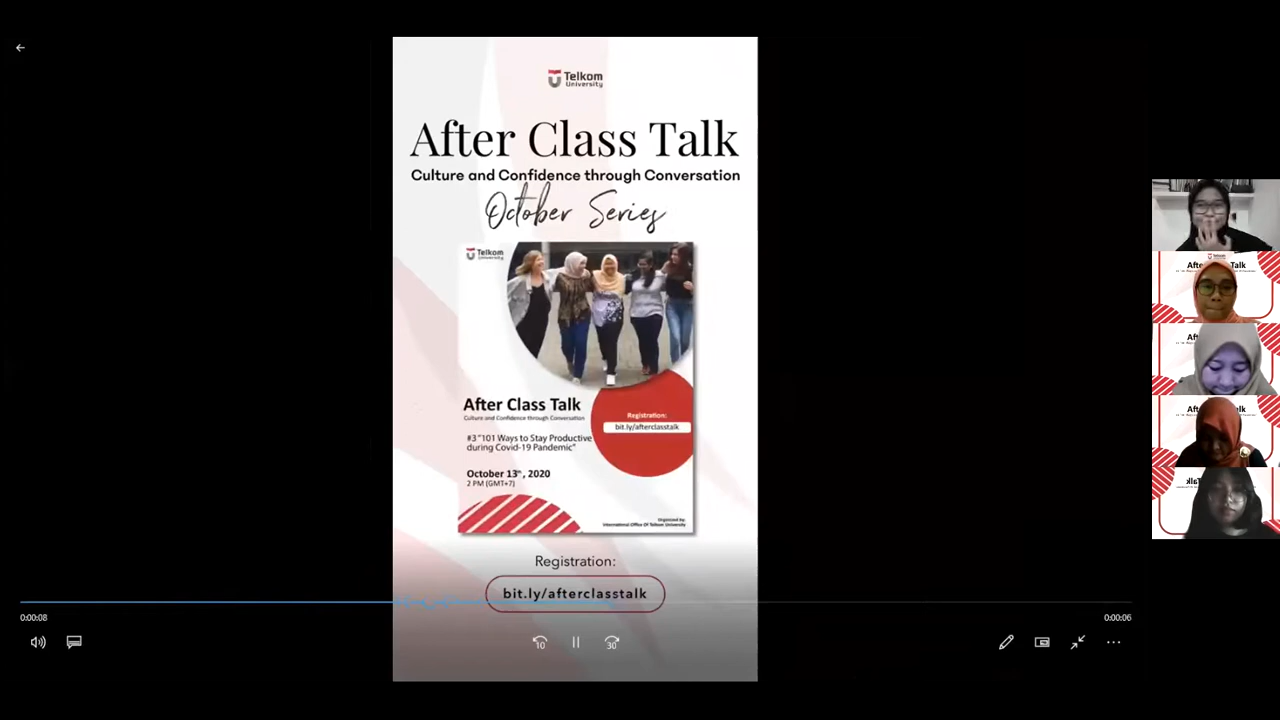 Telkom
University
After Class Talk
Culture and Confidence through Conversation
October Series
Telkom
University
After Class Talk
Culture and Confidence through Conversation
Registration:
bit.ly/afterclasstalk
#3 "101 Ways to Stay Productive
during Covid-19 Pandemic"
October 13th, 2020
2 PM (GMT+7)
Organized by:
International Office Of Telkom University
Registration:
bit.ly/afterclasstalk
0:00:08
0:00:06
10
30
Talk
Talk